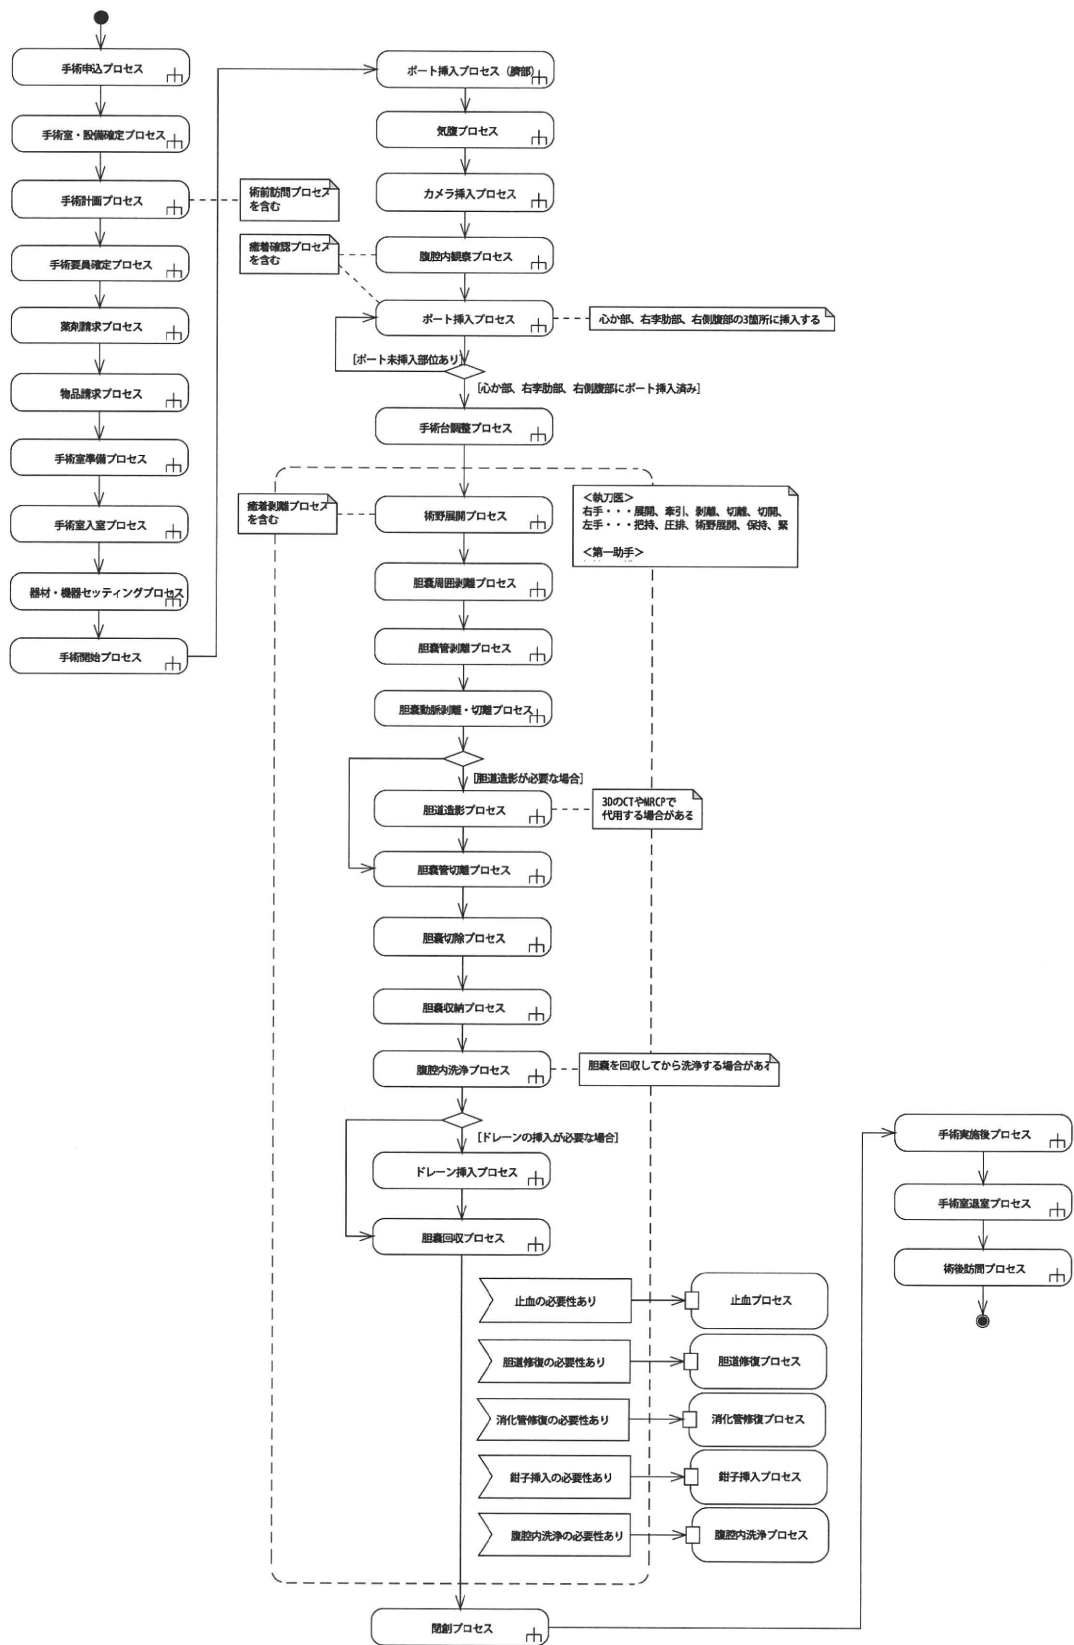 手術申込プロセス
手術室・設備確定プロセス
手術計画プロセス
術前訪問プロセス
を含む
手術要員確定プロセス
薬剤請求プロセス
物品請求プロセス
手術室準備プロセス
手術室入室プロセス
器材・機器セッティングプロセス
手術開始プロセス
ポート挿入プロセス（臍部）
気腹プロセス
カメラ挿入プロセス
癒着確認プロセス
を含む
腹腔内観察プロセス
ポート挿入プロセス
心か部、右季肋部、右側腹部の3箇所に挿入する
[ポート未挿入部位あり]
[心か部、右季肋部、右側腹部にポート挿入済み]
手術台調整プロセス
癒着剥離プロセス
を含む
術野展開プロセス
＜執刀医＞
右手・・・展開、牽引、剥離、切離、切開、
左手・・・把持、圧排、術野展開、保持、緊
＜第一助手＞
胆嚢周囲剥離プロセス
胆嚢管剥離プロセス
胆嚢動脈剥離・切離プロセス
[胆道造影が必要な場合]
胆道造影プロセス
3DのCTやMRCPで
代用する場合がある
胆嚢管切離プロセス
胆嚢切除プロセス
胆嚢収納プロセス
腹腔内洗浄プロセス
胆嚢を回収してから洗浄する場合がある
[ドレーンの挿入が必要な場合]
ドレーン挿入プロセス
胆嚢回収プロセス
止血の必要性あり
止血プロセス
胆道修復の必要性あり
胆道修復プロセス
消化管修復の必要性あり
消化管修復プロセス
鉗子挿入の必要性あり
鉗子挿入プロセス
腹腔内洗浄の必要性あり
腹腔内洗浄プロセス
閉創プロセス
手術実施後プロセス
手術室退室プロセス
術後訪問プロセス